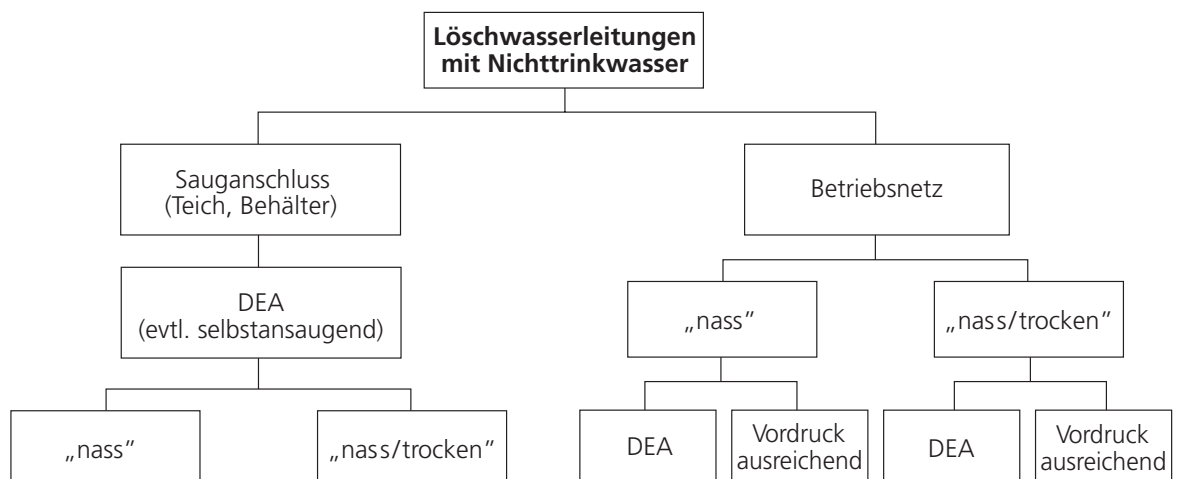 Löschwasserleitungen
mit Nichttrinkwasser
Sauganschluss
(Teich, Behälter)
Betriebsnetz
DEA
(evtl. selbstansaugend)
„nass“
„nass/trocken“
„nass“
„nass/trocken“
DEA
Vordruck
ausreichend
DEA
Vordruck
ausreichend